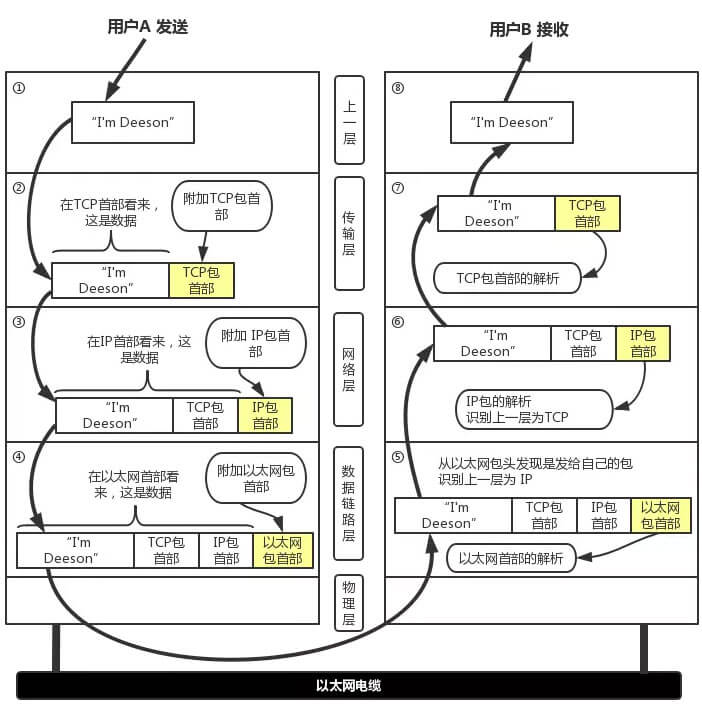 用户A 发送
用户B 接收
①
“I'm Deeson”
②
在TCP首部看来，
这是数据
附加TCP包首
部
“I'm
Deeson”
TCP包
首部
③
在IP首部看来，这
是数据
附加 IP包首
部
“I'm
Deeson”
TCP包
首部
IP包
首部
④
在以太网首部看
来，这是数据
附加以太网包
首部
“I'm
Deeson”
TCP包
首部
IP包
首部
以太网
包首部
上一层
传输层
网络层
数据链路层
物理层
⑧
“I'm Deeson”
⑦
“I'm
Deeson”
TCP包
首部
TCP包首部的解析
⑥
“I'm
Deeson”
TCP包
首部
IP包
首部
IP包的解析
识别上一层为TCP
⑤
从以太网包头发现是发给自己的包
识别上一层为 IP
“I'm
Deeson”
TCP包
首部
IP包
首部
以太网
包首部
以太网首部的解析
以太网电缆